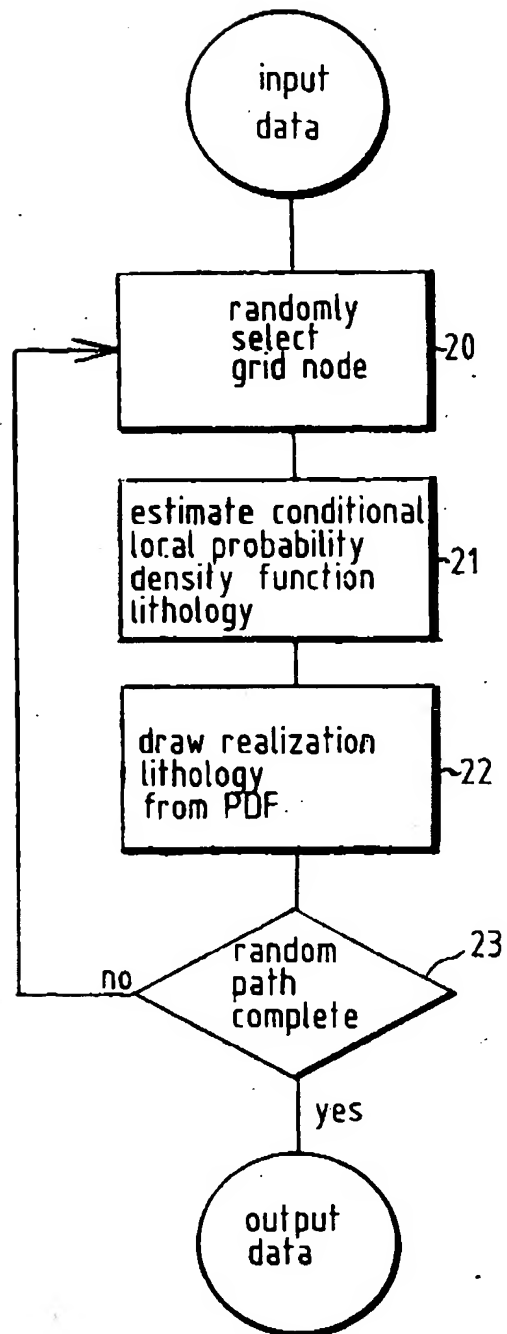 input
data
randomly
select
grid node
20
estimate conditional
local probability
density function
lithology
21
draw realization
lithology
from PDF
22
random
path
complete
23
no
yes
output
data